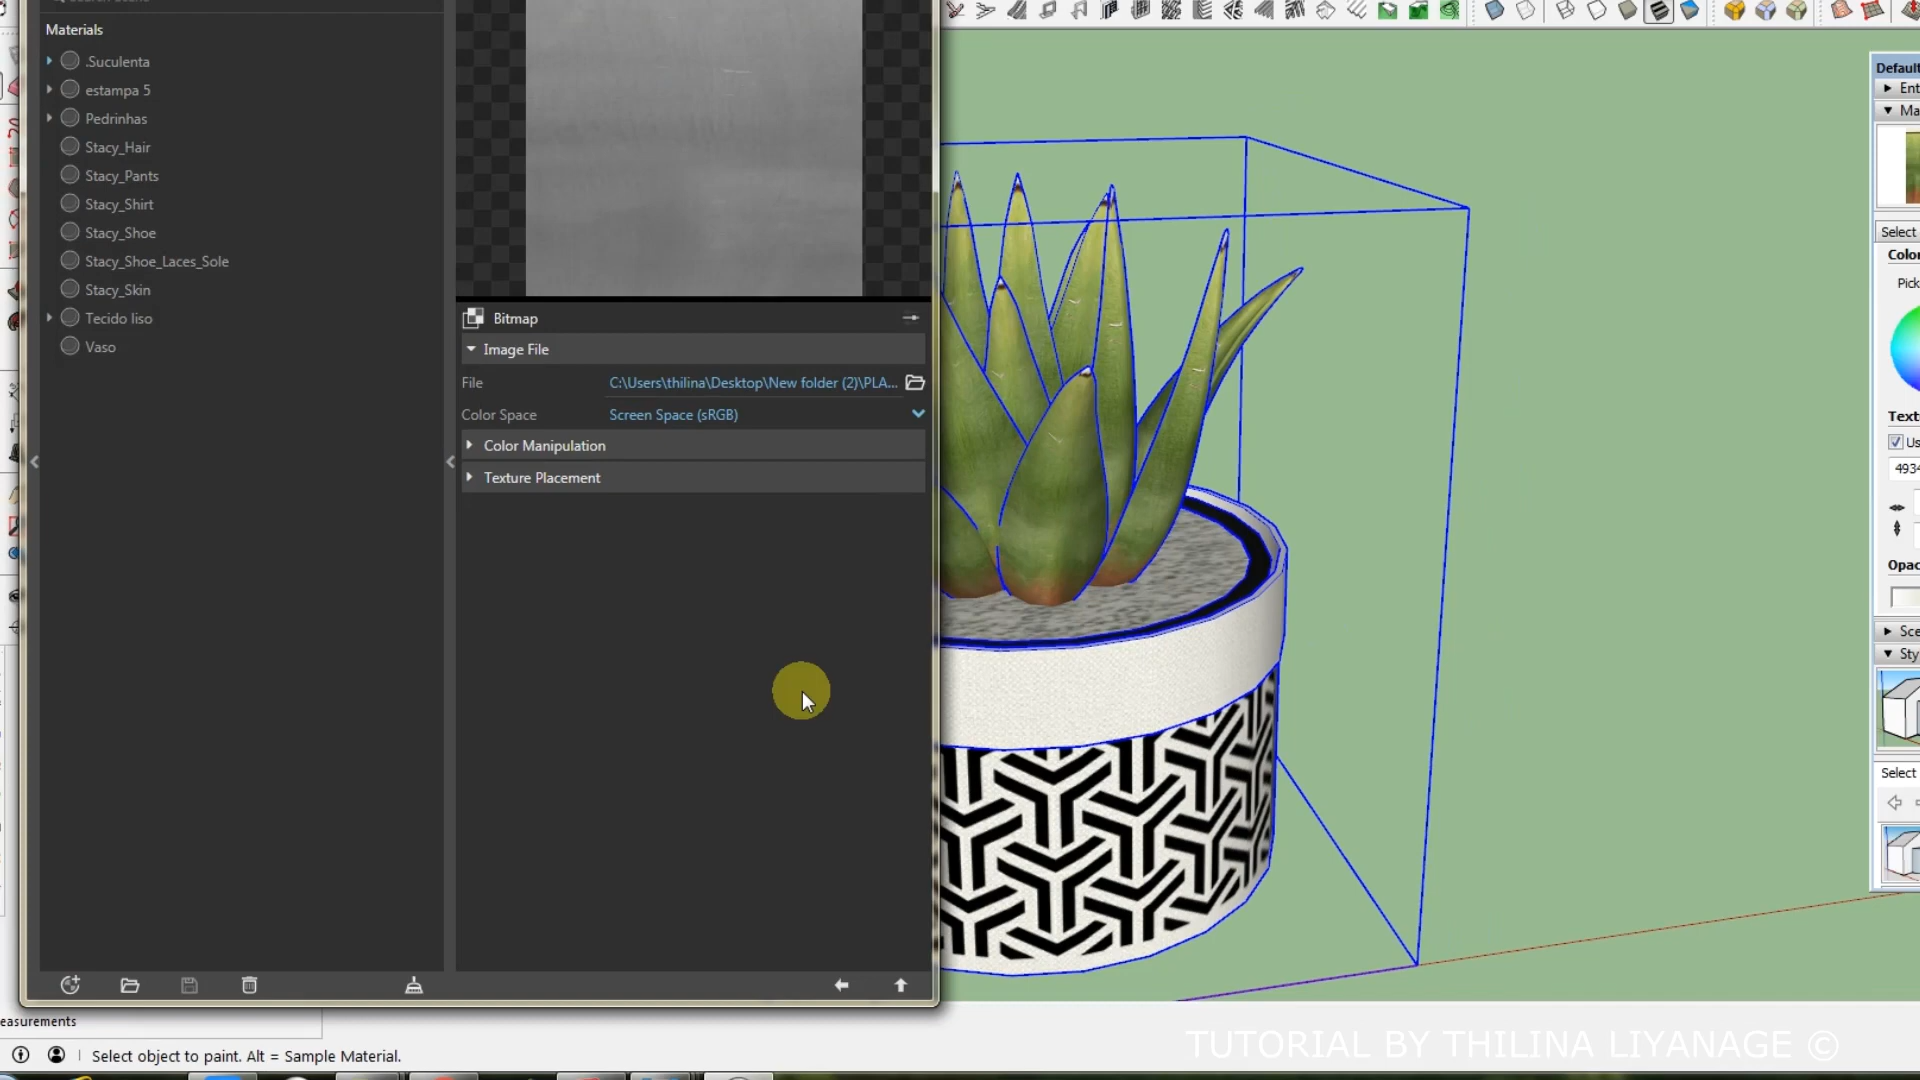 Materials
.Suculenta
estampa 5
Pedrinhas
Stacy_Hair
Stacy_Pants
Stacy_Shirt
Stacy_Shoe
Stacy_Shoe_Laces_Sole
Stacy_Skin
Tecido liso
Vaso
Bitmap
Image File
File C:\Users\thilina\Desktop\New folder (2)\PLA...
Color Space Screen Space (sRGB)
Color Manipulation
Texture Placement
Default
Ent
Ma
Select
Color
Pick
Text
Us
4934
Opac
Sce
Sty
Select
easurements
Select object to paint. Alt = Sample Material.
TUTORIAL BY THILINA LIYANAGE ©